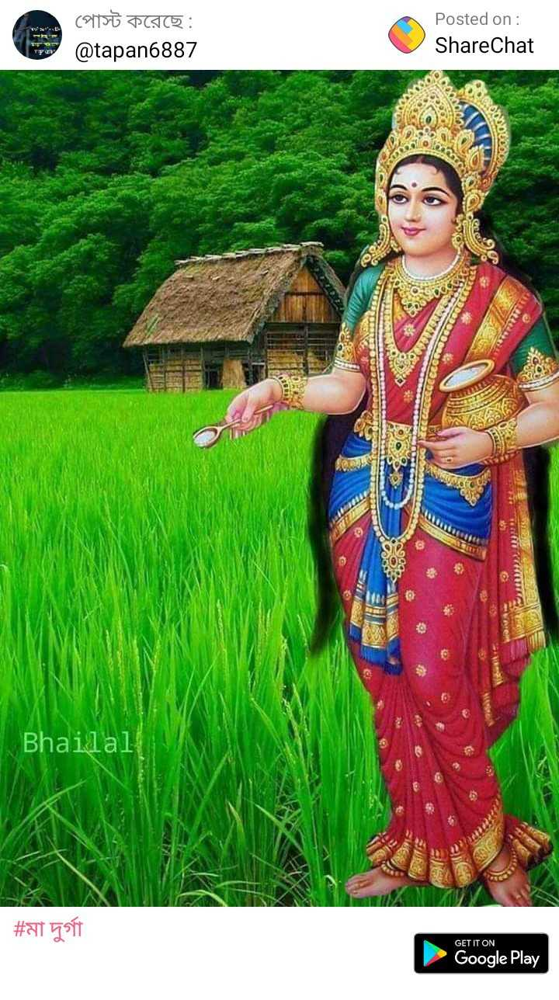 পোস্ট করেছে :
@tapan6887
Posted on :
ShareChat
Bhailal
#মা দুর্গা
GET IT ON
Google Play